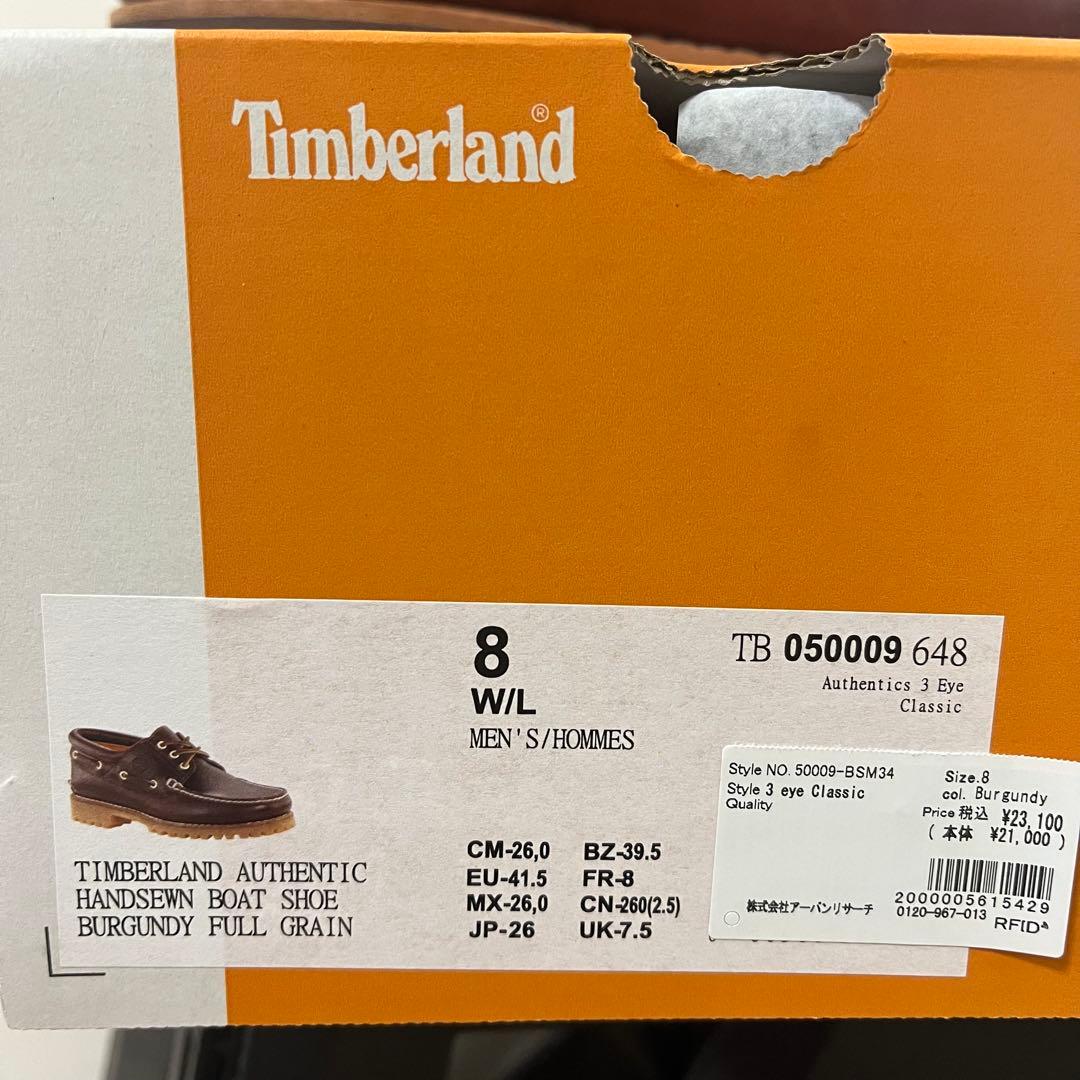 Timberland®
8
W/L
MEN'S/HOMMES
TB 050009 648
Authentics 3 Eye
Classic
TIMBERLAND AUTHENTIC
HANDSEWN BOAT SHOE
BURGUNDY FULL GRAIN
CM-26,0 BZ-39.5
EU-41.5 FR-8
MX-26,0 CN-260(2.5)
JP-26 UK-7.5
Style NO. 50009-BSM34
Style 3 eye Classic
Quality
Size.8
col. Burgundy
Price 税込 ¥23,100
( 本体 ¥21,000 )
2000005615429
株式会社アーバンリサーチ
0120-967-013
RFID